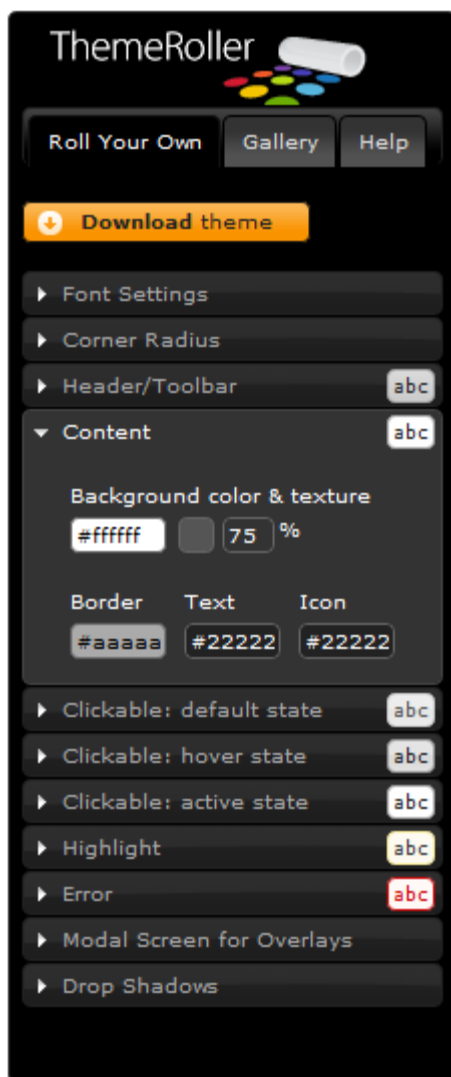 ThemeRoller
Roll Your Own Gallery Help
Download theme
Font Settings
Corner Radius
Header/Toolbar abc
Content abc
Background color & texture
#ffffff 75 %
Border Text Icon
#aaaaa #22222 #22222
Clickable: default state abc
Clickable: hover state abc
Clickable: active state abc
Highlight abc
Error abc
Modal Screen for Overlays
Drop Shadows